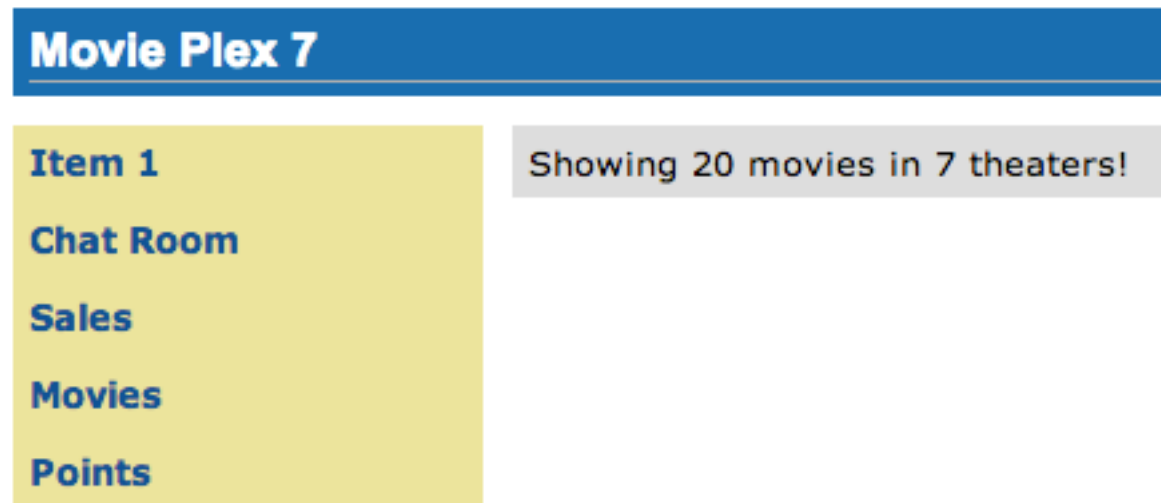 Movie Plex 7
Item 1
Showing 20 movies in 7 theaters!
Chat Room
Sales
Movies
Points